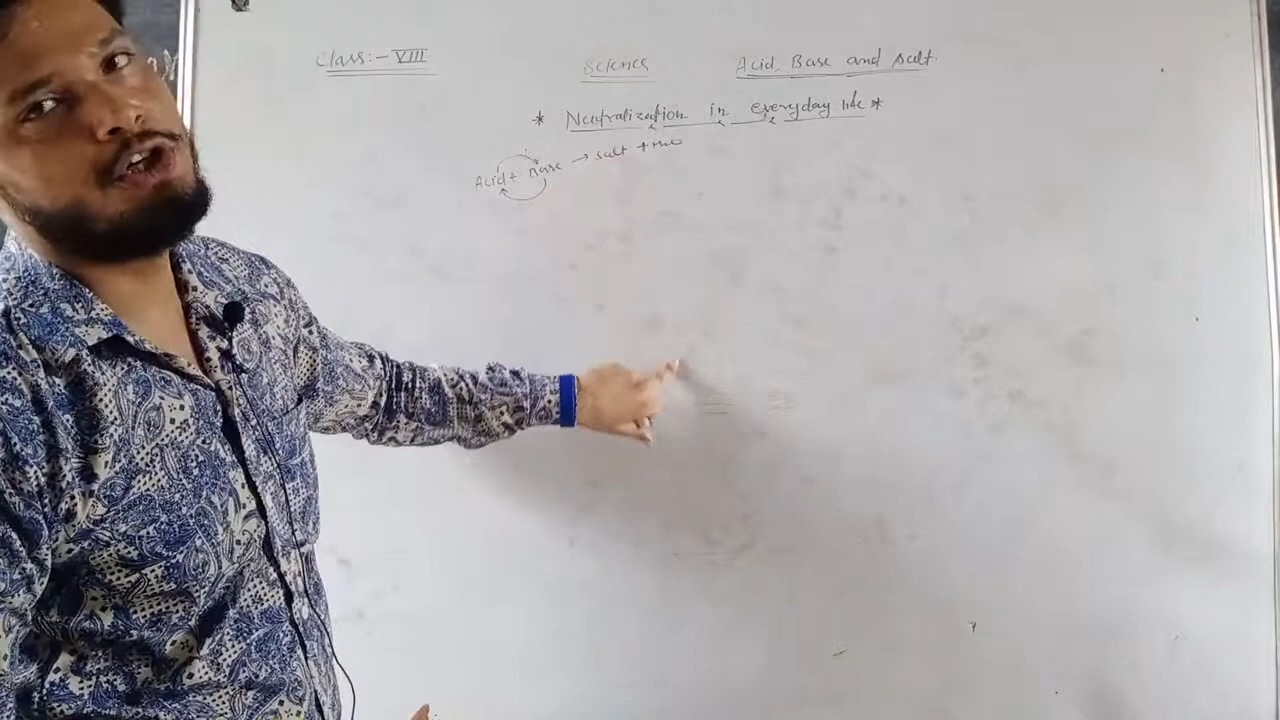 Class:- VIII Science Acid, Base and Salt.
* Neutralization in everyday life *
Acid + Base → Salt + H2O